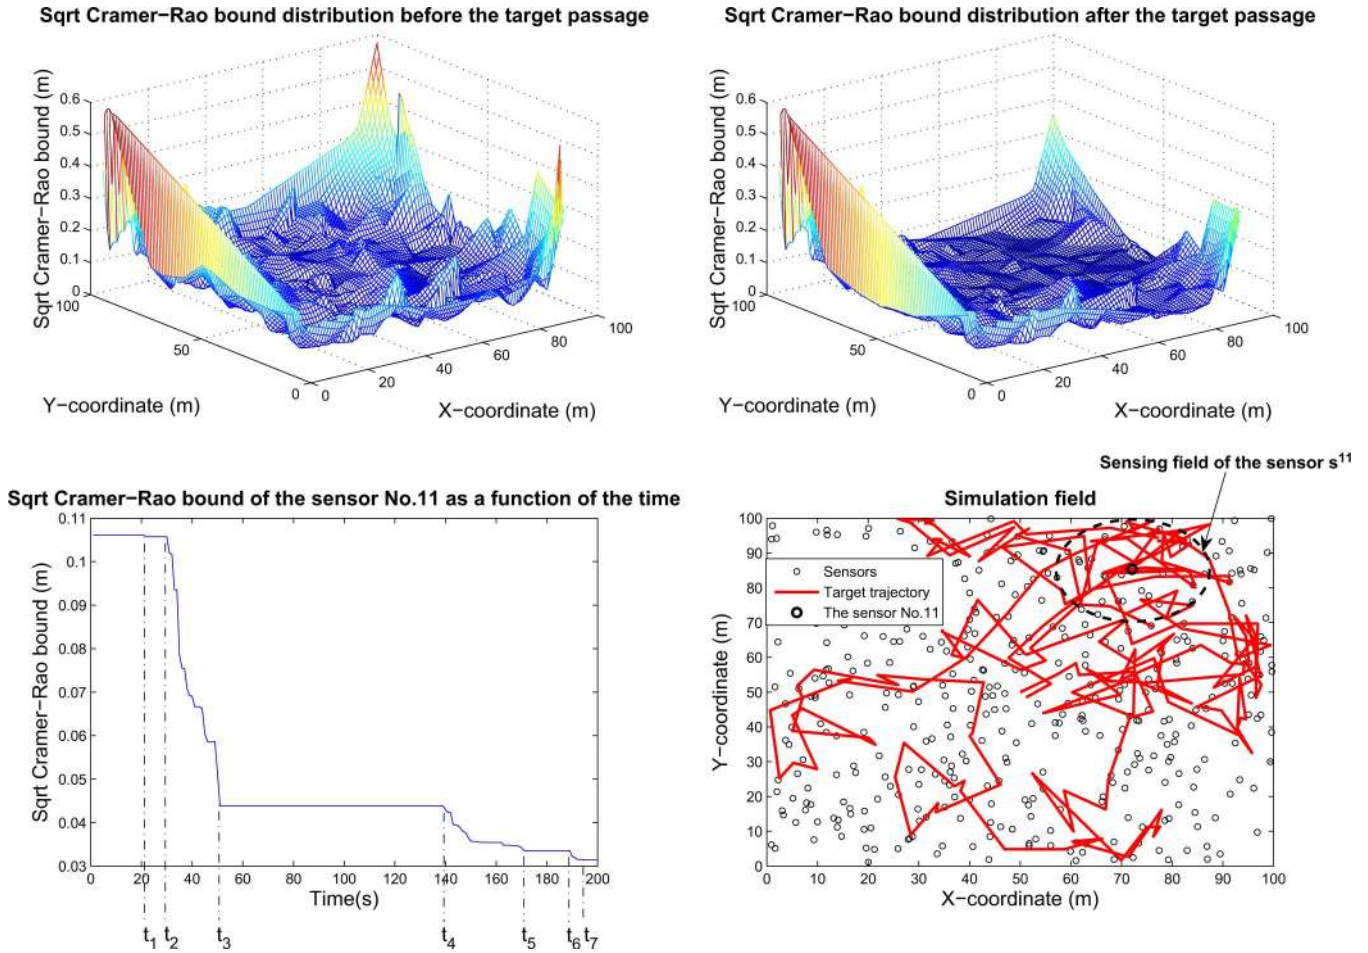 Sqrt Cramer−Rao bound distribution before the target passage
Sqrt Cramer−Rao bound (m)
0.6
0.5
0.4
0.3
0.2
0.1
0
100
50
0
0
20
40
60
80
100
Y−coordinate (m)
X−coordinate (m)
Sqrt Cramer−Rao bound distribution after the target passage
Sqrt Cramer−Rao bound (m)
0.6
0.5
0.4
0.3
0.2
0.1
0
100
50
0
0
20
40
60
80
100
Y−coordinate (m)
X−coordinate (m)
Sqrt Cramer−Rao bound of the sensor No.11 as a function of the time
Sqrt Cramer−Rao bound (m)
0.11
0.1
0.09
0.08
0.07
0.06
0.05
0.04
0.03
0 20 40 60 80 100 120 140 160 180 200
Time(s)
t1 t2 t3 t4 t5 t6 t7
Sensing field of the sensor s11
Simulation field
Y−coordinate (m)
100
90
80
70
60
50
40
30
20
10
0
Sensors
Target trajectory
The sensor No.11
0 10 20 30 40 50 60 70 80 90 100
X−coordinate (m)